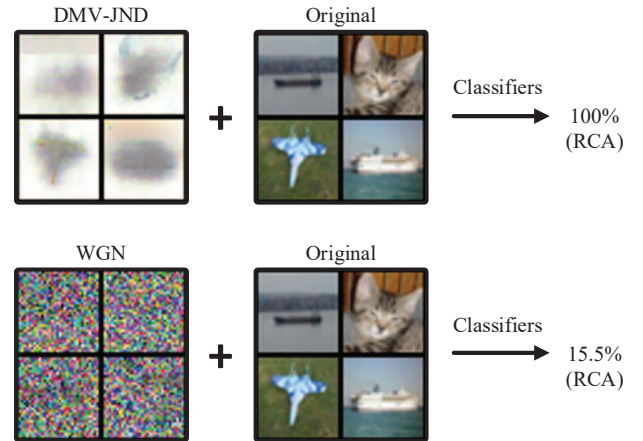 DMV-JND
Original
+
Classifiers
100%
(RCA)
WGN
Original
+
Classifiers
15.5%
(RCA)